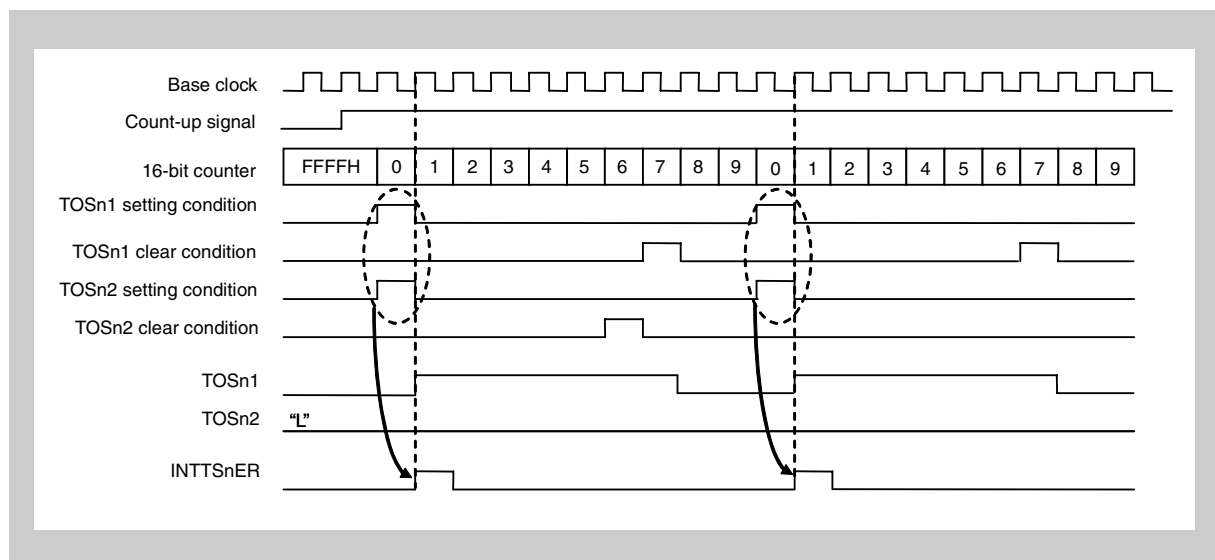 Base clock
Count-up signal
16-bit counter FFFFH 0 1 2 3 4 5 6 7 8 9 0 1 2 3 4 5 6 7 8 9
TOSn1 setting condition
TOSn1 clear condition
TOSn2 setting condition
TOSn2 clear condition
TOSn1
TOSn2 “L”
INTTSnER